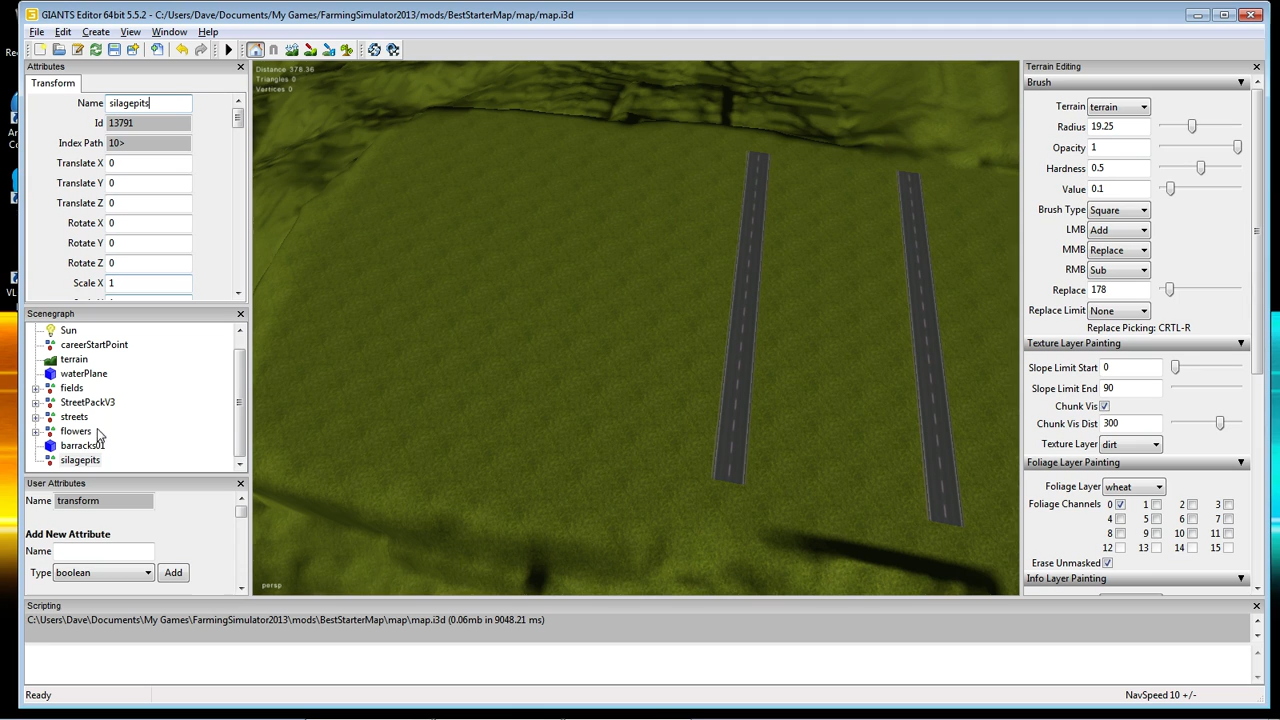 GIANTS Editor 64bit 5.5.2 - C:/Users/Dave/Documents/My Games/FarmingSimulator2013/mods/BestStarterMap/map/map.i3d
File Edit Create View Window Help
Attributes
Transform
Name silagepits
Id 13791
Index Path 10>
Translate X 0
Translate Y 0
Translate Z 0
Rotate X 0
Rotate Y 0
Rotate Z 0
Scale X 1
Scenegraph
Sun
careerStartPoint
terrain
waterPlane
fields
StreetPackV3
streets
flowers
barracks01
silagepits
User Attributes
Name transform
Add New Attribute
Name
Type boolean Add
Distance 378.36
Triangles 0
Vertices 0
persp
Terrain Editing
Brush
Terrain terrain
Radius 19.25
Opacity 1
Hardness 0.5
Value 0.1
Brush Type Square
LMB Add
MMB Replace
RMB Sub
Replace 178
Replace Limit None
Replace Picking: CRTL-R
Texture Layer Painting
Slope Limit Start 0
Slope Limit End 90
Chunk Vis
Chunk Vis Dist 300
Texture Layer dirt
Foliage Layer Painting
Foliage Layer wheat
Foliage Channels 0 1 2 3
4 5 6 7
8 9 10 11
12 13 14 15
Erase Unmasked
Info Layer Painting
Scripting
C:\Users\Dave\Documents\My Games\FarmingSimulator2013\mods\BestStarterMap\map\map.i3d (0.06mb in 9048.21 ms)
Ready
NavSpeed 10 +/-